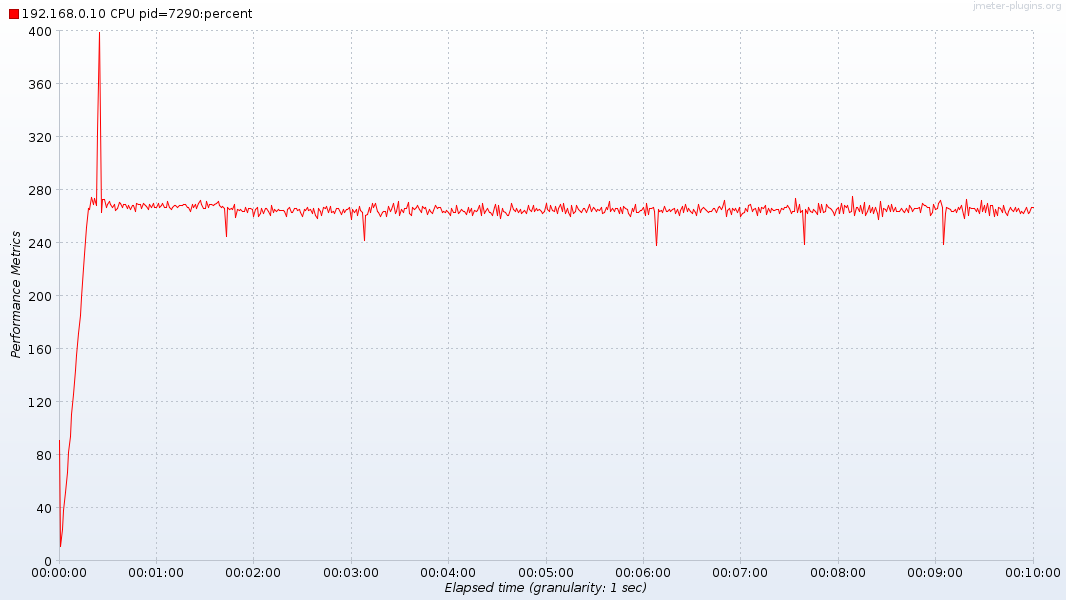 192.168.0.10 CPU pid=7290:percent
jmeter-plugins.org
400
360
320
280
240
200
160
120
80
40
0
Performance Metrics
00:00:00 00:01:00 00:02:00 00:03:00 00:04:00 00:05:00 00:06:00 00:07:00 00:08:00 00:09:00 00:10:00
Elapsed time (granularity: 1 sec)